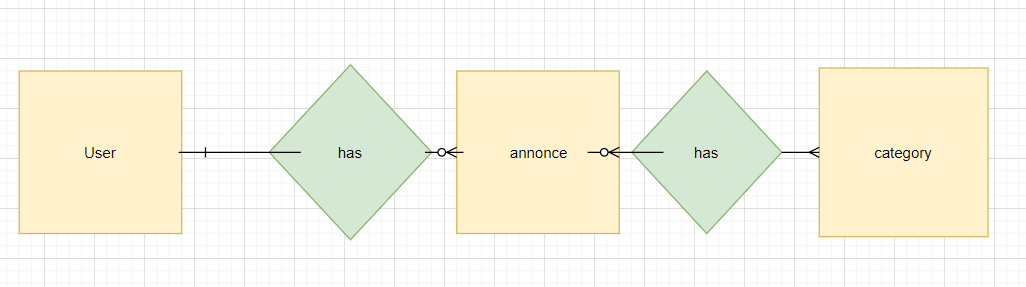 User
has
annonce
has
category